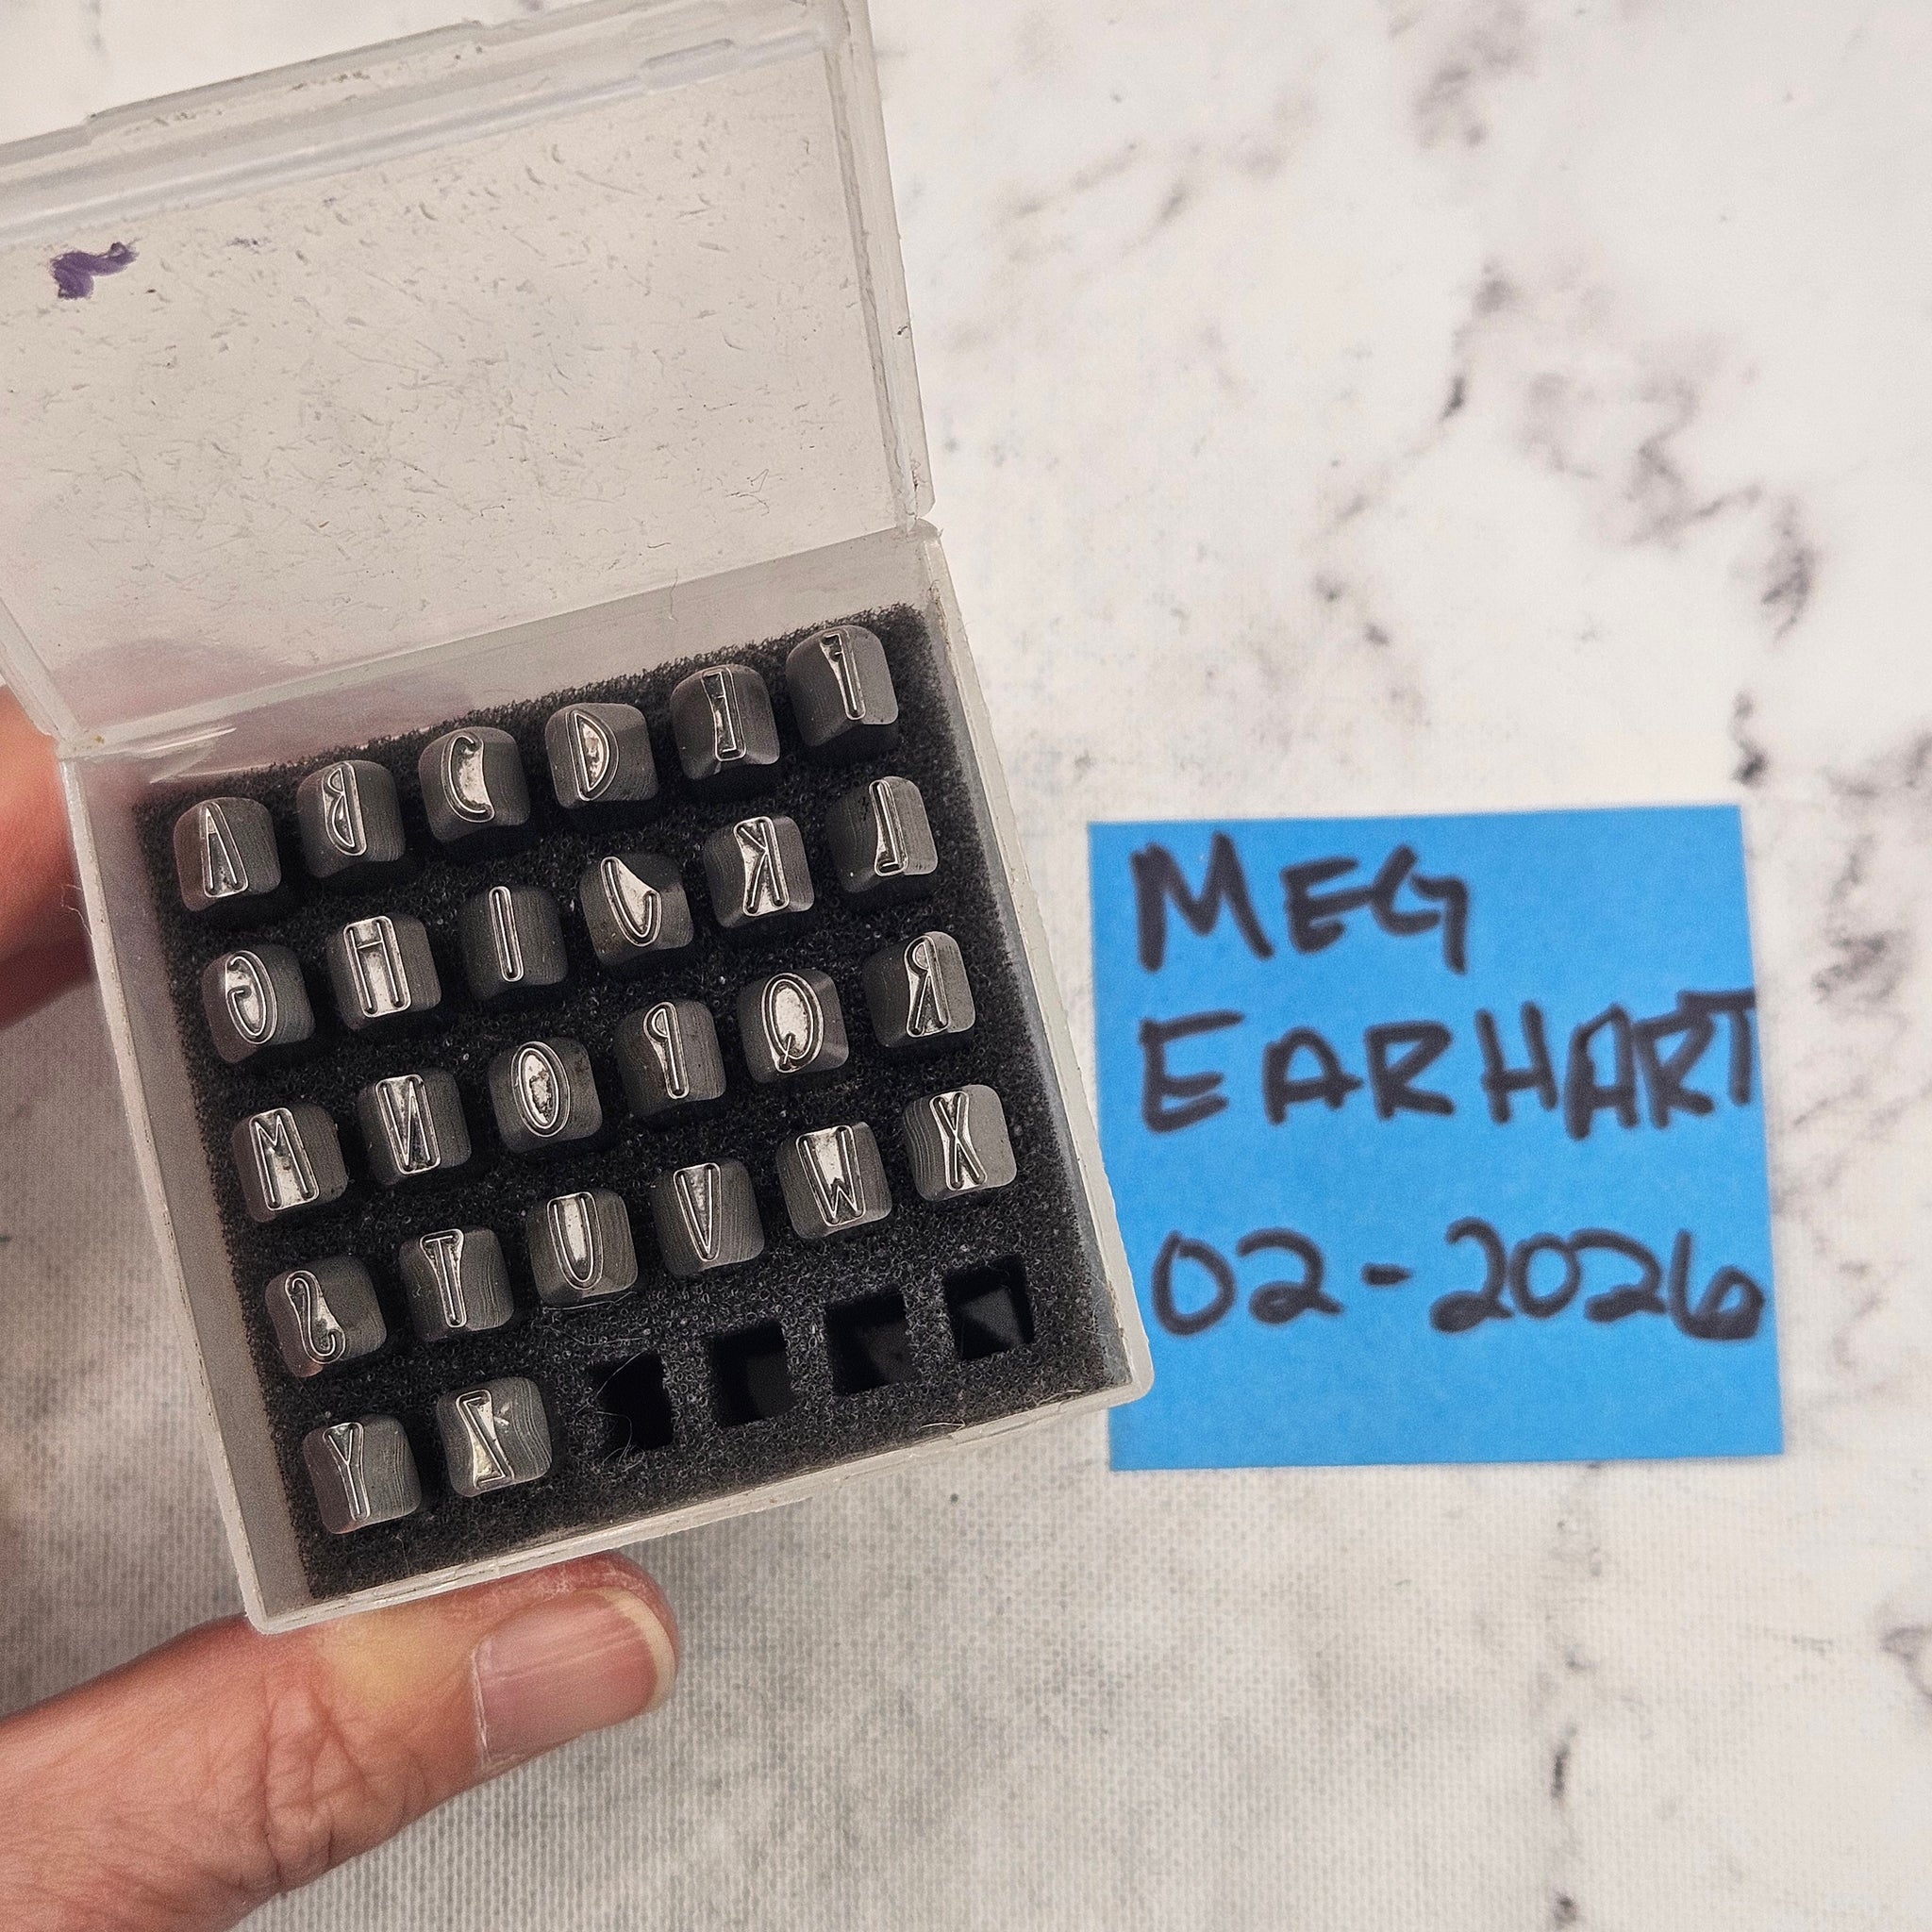 A B C D E F
G H I J K L
M N O P Q R
S T U V W X
Y Z
MEG
EARHART
02-2026